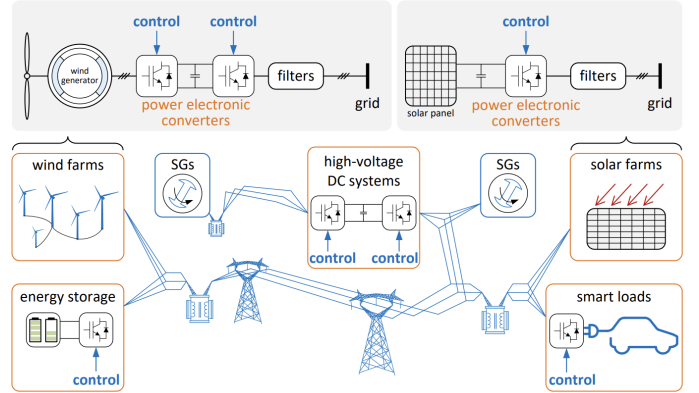 control
control
wind
generator
filters
grid
power electronic
converters
control
solar panel
filters
grid
power electronic
converters
wind farms
SGs
high-voltage
DC systems
control
control
SGs
solar farms
energy storage
control
smart loads
control